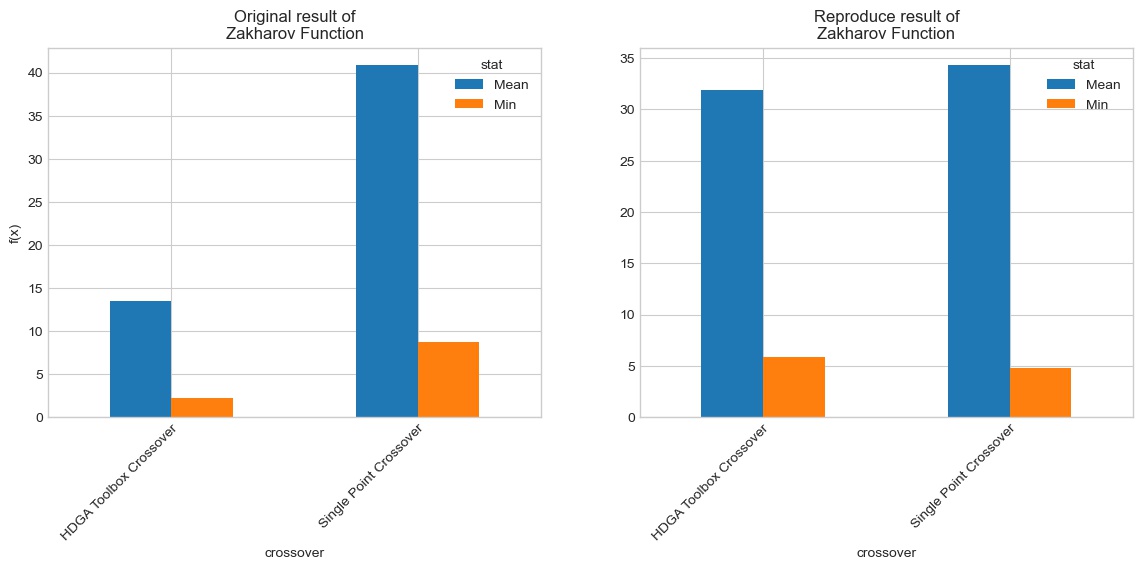 Original result of
Zakharov Function
stat
Mean
Min
f(x)
40
35
30
25
20
15
10
5
0
HDGA Toolbox Crossover
Single Point Crossover
crossover
Reproduce result of
Zakharov Function
stat
Mean
Min
35
30
25
20
15
10
5
0
HDGA Toolbox Crossover
Single Point Crossover
crossover